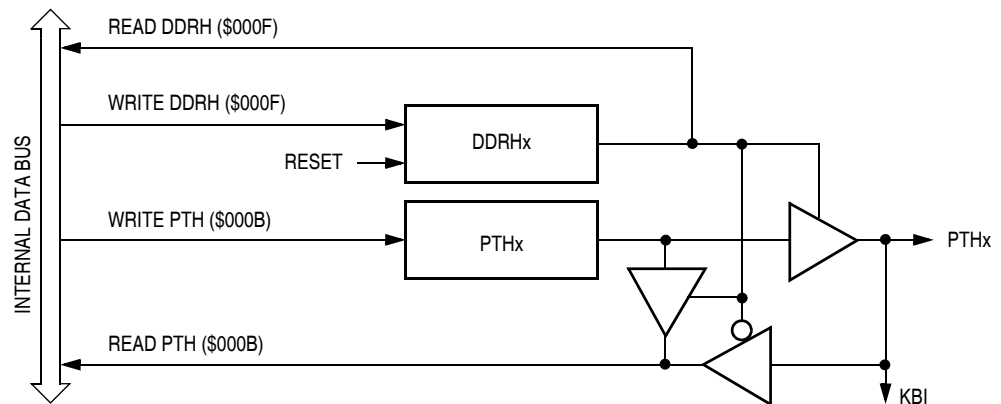 READ DDRH ($000F)
WRITE DDRH ($000F)
DDRHx
RESET
WRITE PTH ($000B)
PTHx
PTHx
READ PTH ($000B)
KBI
INTERNAL DATA BUS